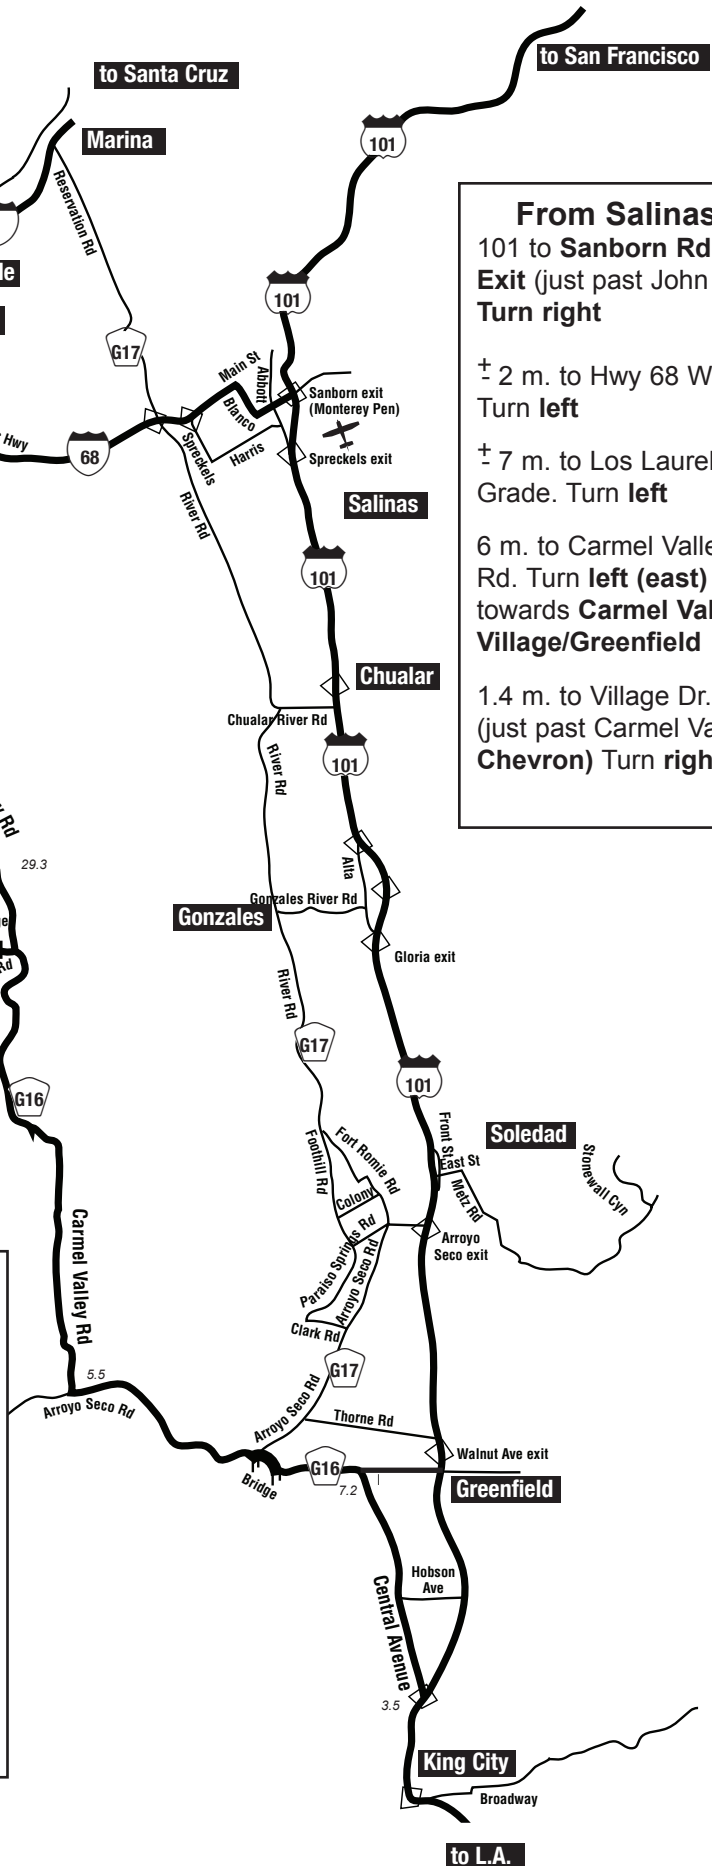 to San Francisco
to Santa Cruz
Marina
101
Reservation Rd
101
G17
Main St
Abbott
Blanco
Sanborn exit
(Monterey Pen)
Hwy
68
Spreckels
Harris
Spreckels exit
River Rd
Salinas
101
Chualar
Chualar River Rd
101
River Rd
Rd
29.3
Alta
Gonzales River Rd
Gonzales
Gloria exit
Rd
River Rd
G17
101
G16
Front St.
Soledad
East St
Metz Rd
Stonewall Cyn
Foothill Rd
Fort Romie Rd
Colony
Paraiso Springs Rd
Arroyo Seco Rd
Arroyo
Seco exit
Clark Rd
Carmel Valley Rd
G17
5.5
Arroyo Seco Rd
Arroyo Seco Rd
Thorne Rd
Walnut Ave exit
Bridge
G16
7.2
Greenfield
Hobson
Ave
Central Avenue
3.5
King City
Broadway
to L.A.
From Salinas
101 to Sanborn Rd
Exit (just past John
Turn right
+
- 2 m. to Hwy 68 W
Turn left
+
- 7 m. to Los Laurel
Grade. Turn left
6 m. to Carmel Valle
Rd. Turn left (east)
towards Carmel Val
Village/Greenfield
1.4 m. to Village Dr.
(just past Carmel Va
Chevron) Turn righ